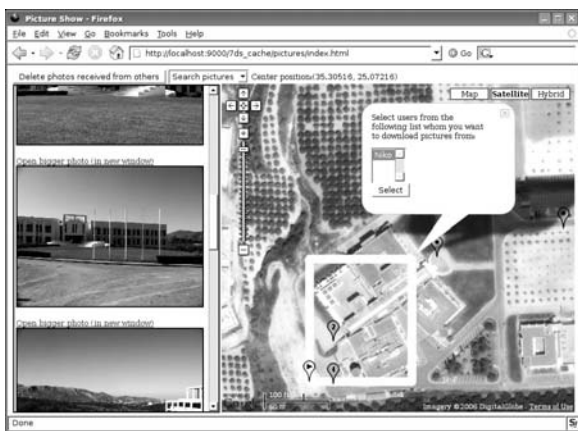 Picture Show - Firefox
File Edit View Go Bookmarks Tools Help
http://localhost:9000/7ds_cache/pictures/index.html
Go
Delete photos received from others
Search pictures
Center position:(35.30516, 25.07216)
Map
Satellite
Hybrid
Select users from the
following list whom you want
to download pictures from:
Select
Open bigger photo (in new window)
Open bigger photo (in new window)
2
Imagery ©2006 DigitalGlobe - Terms of Use
Done